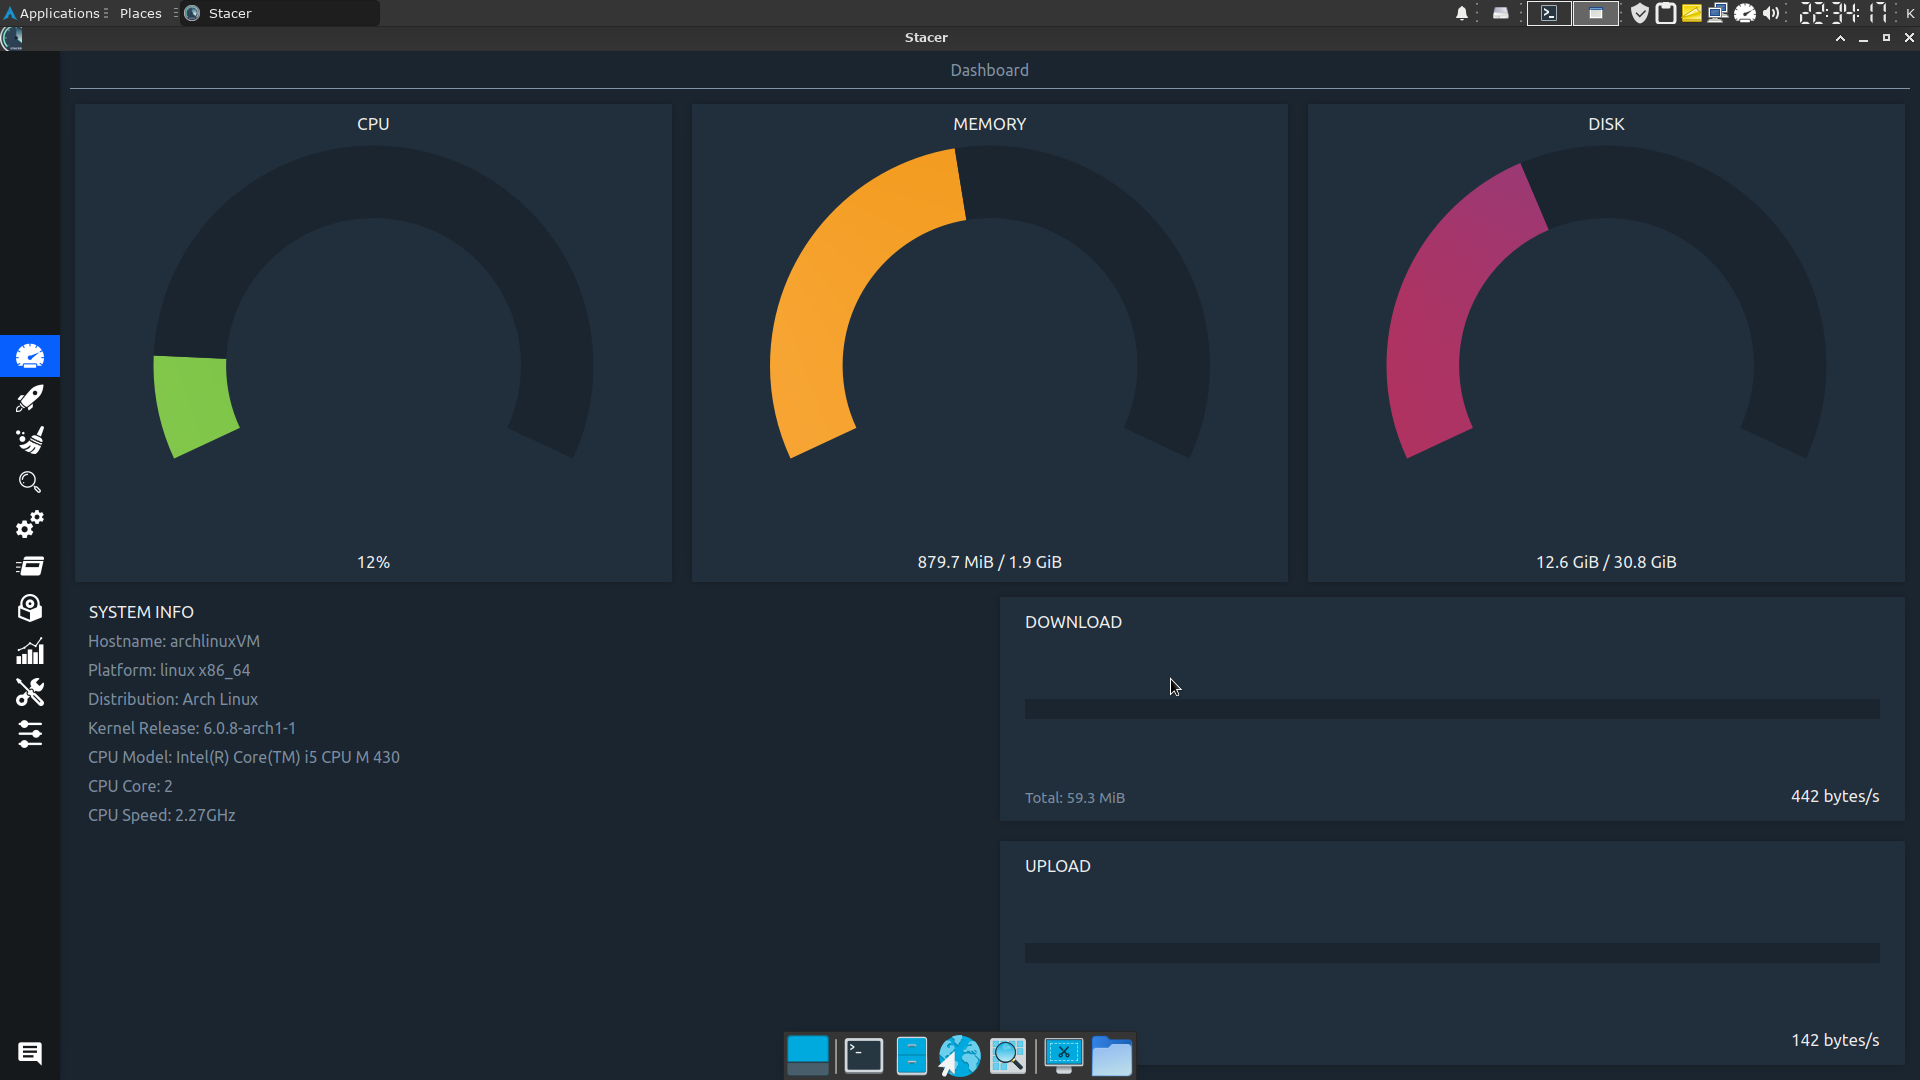 Applications Places Stacer 22:34:17 K
Stacer
Dashboard
CPU
MEMORY
DISK
12%
879.7 MiB / 1.9 GiB
12.6 GiB / 30.8 GiB
SYSTEM INFO
Hostname: archlinuxVM
Platform: linux x86_64
Distribution: Arch Linux
Kernel Release: 6.0.8-arch1-1
CPU Model: Intel(R) Core(TM) i5 CPU M 430
CPU Core: 2
CPU Speed: 2.27GHz
DOWNLOAD
Total: 59.3 MiB
442 bytes/s
UPLOAD
142 bytes/s